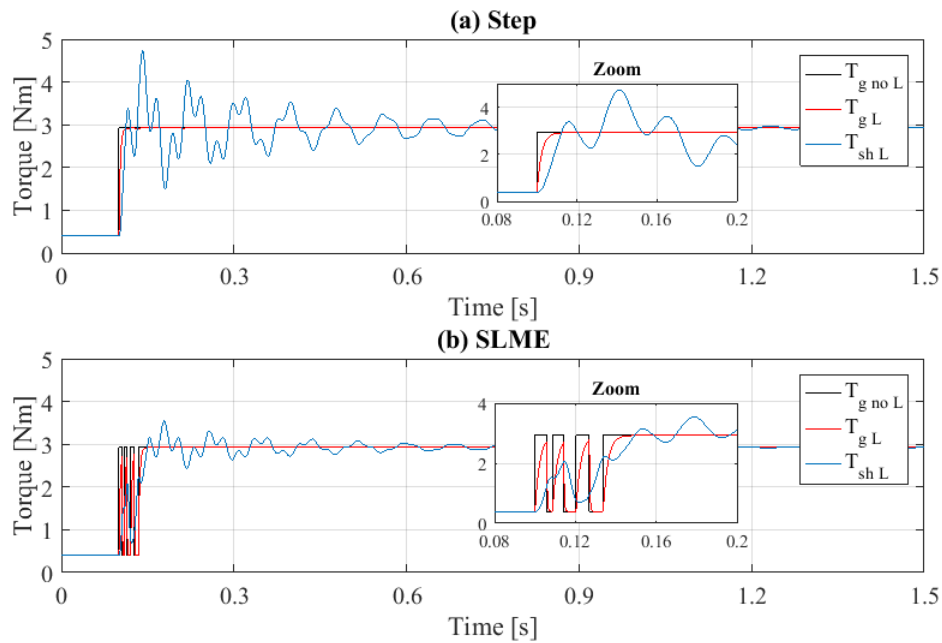 (a) Step
Torque [Nm]
5
4
3
2
1
0
Zoom
4
2
0
0.08 0.12 0.16 0.2
T g no L
T g L
T sh L
0 0.3 0.6 0.9 1.2 1.5
Time [s]
(b) SLME
Torque [Nm]
5
4
3
2
1
0
Zoom
4
2
0
0.08 0.12 0.16 0.2
T g no L
T g L
T sh L
0 0.3 0.6 0.9 1.2 1.5
Time [s]